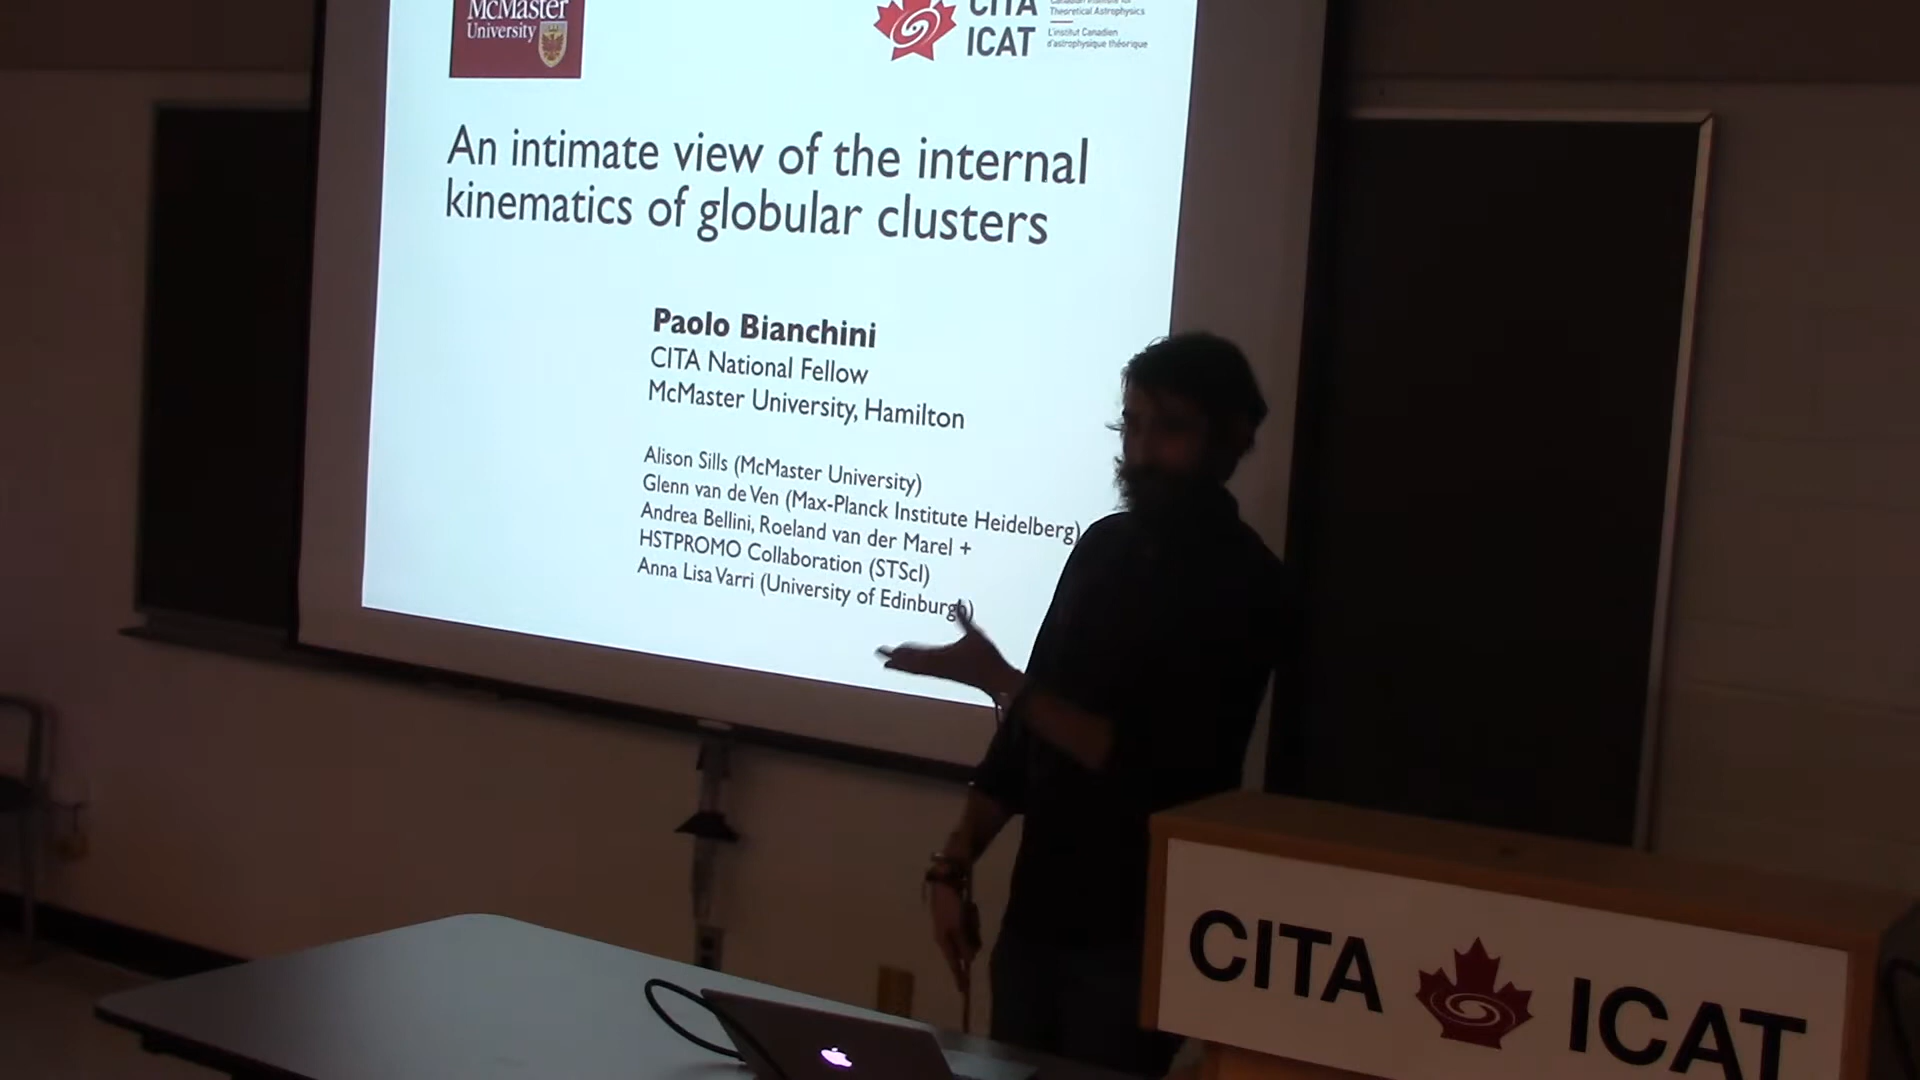 McMaster
University
CITA
ICAT
Theoretical Astrophysics
L'institut Canadien
d'astrophysique théorique
An intimate view of the internal
kinematics of globular clusters
Paolo Bianchini
CITA National Fellow
McMaster University, Hamilton
Alison Sills (McMaster University)
Glenn van de Ven (Max-Planck Institute Heidelberg)
Andrea Bellini, Roeland van der Marel +
HSTPROMO Collaboration (STScI)
Anna Lisa Varri (University of Edinburgh)
CITA ICAT